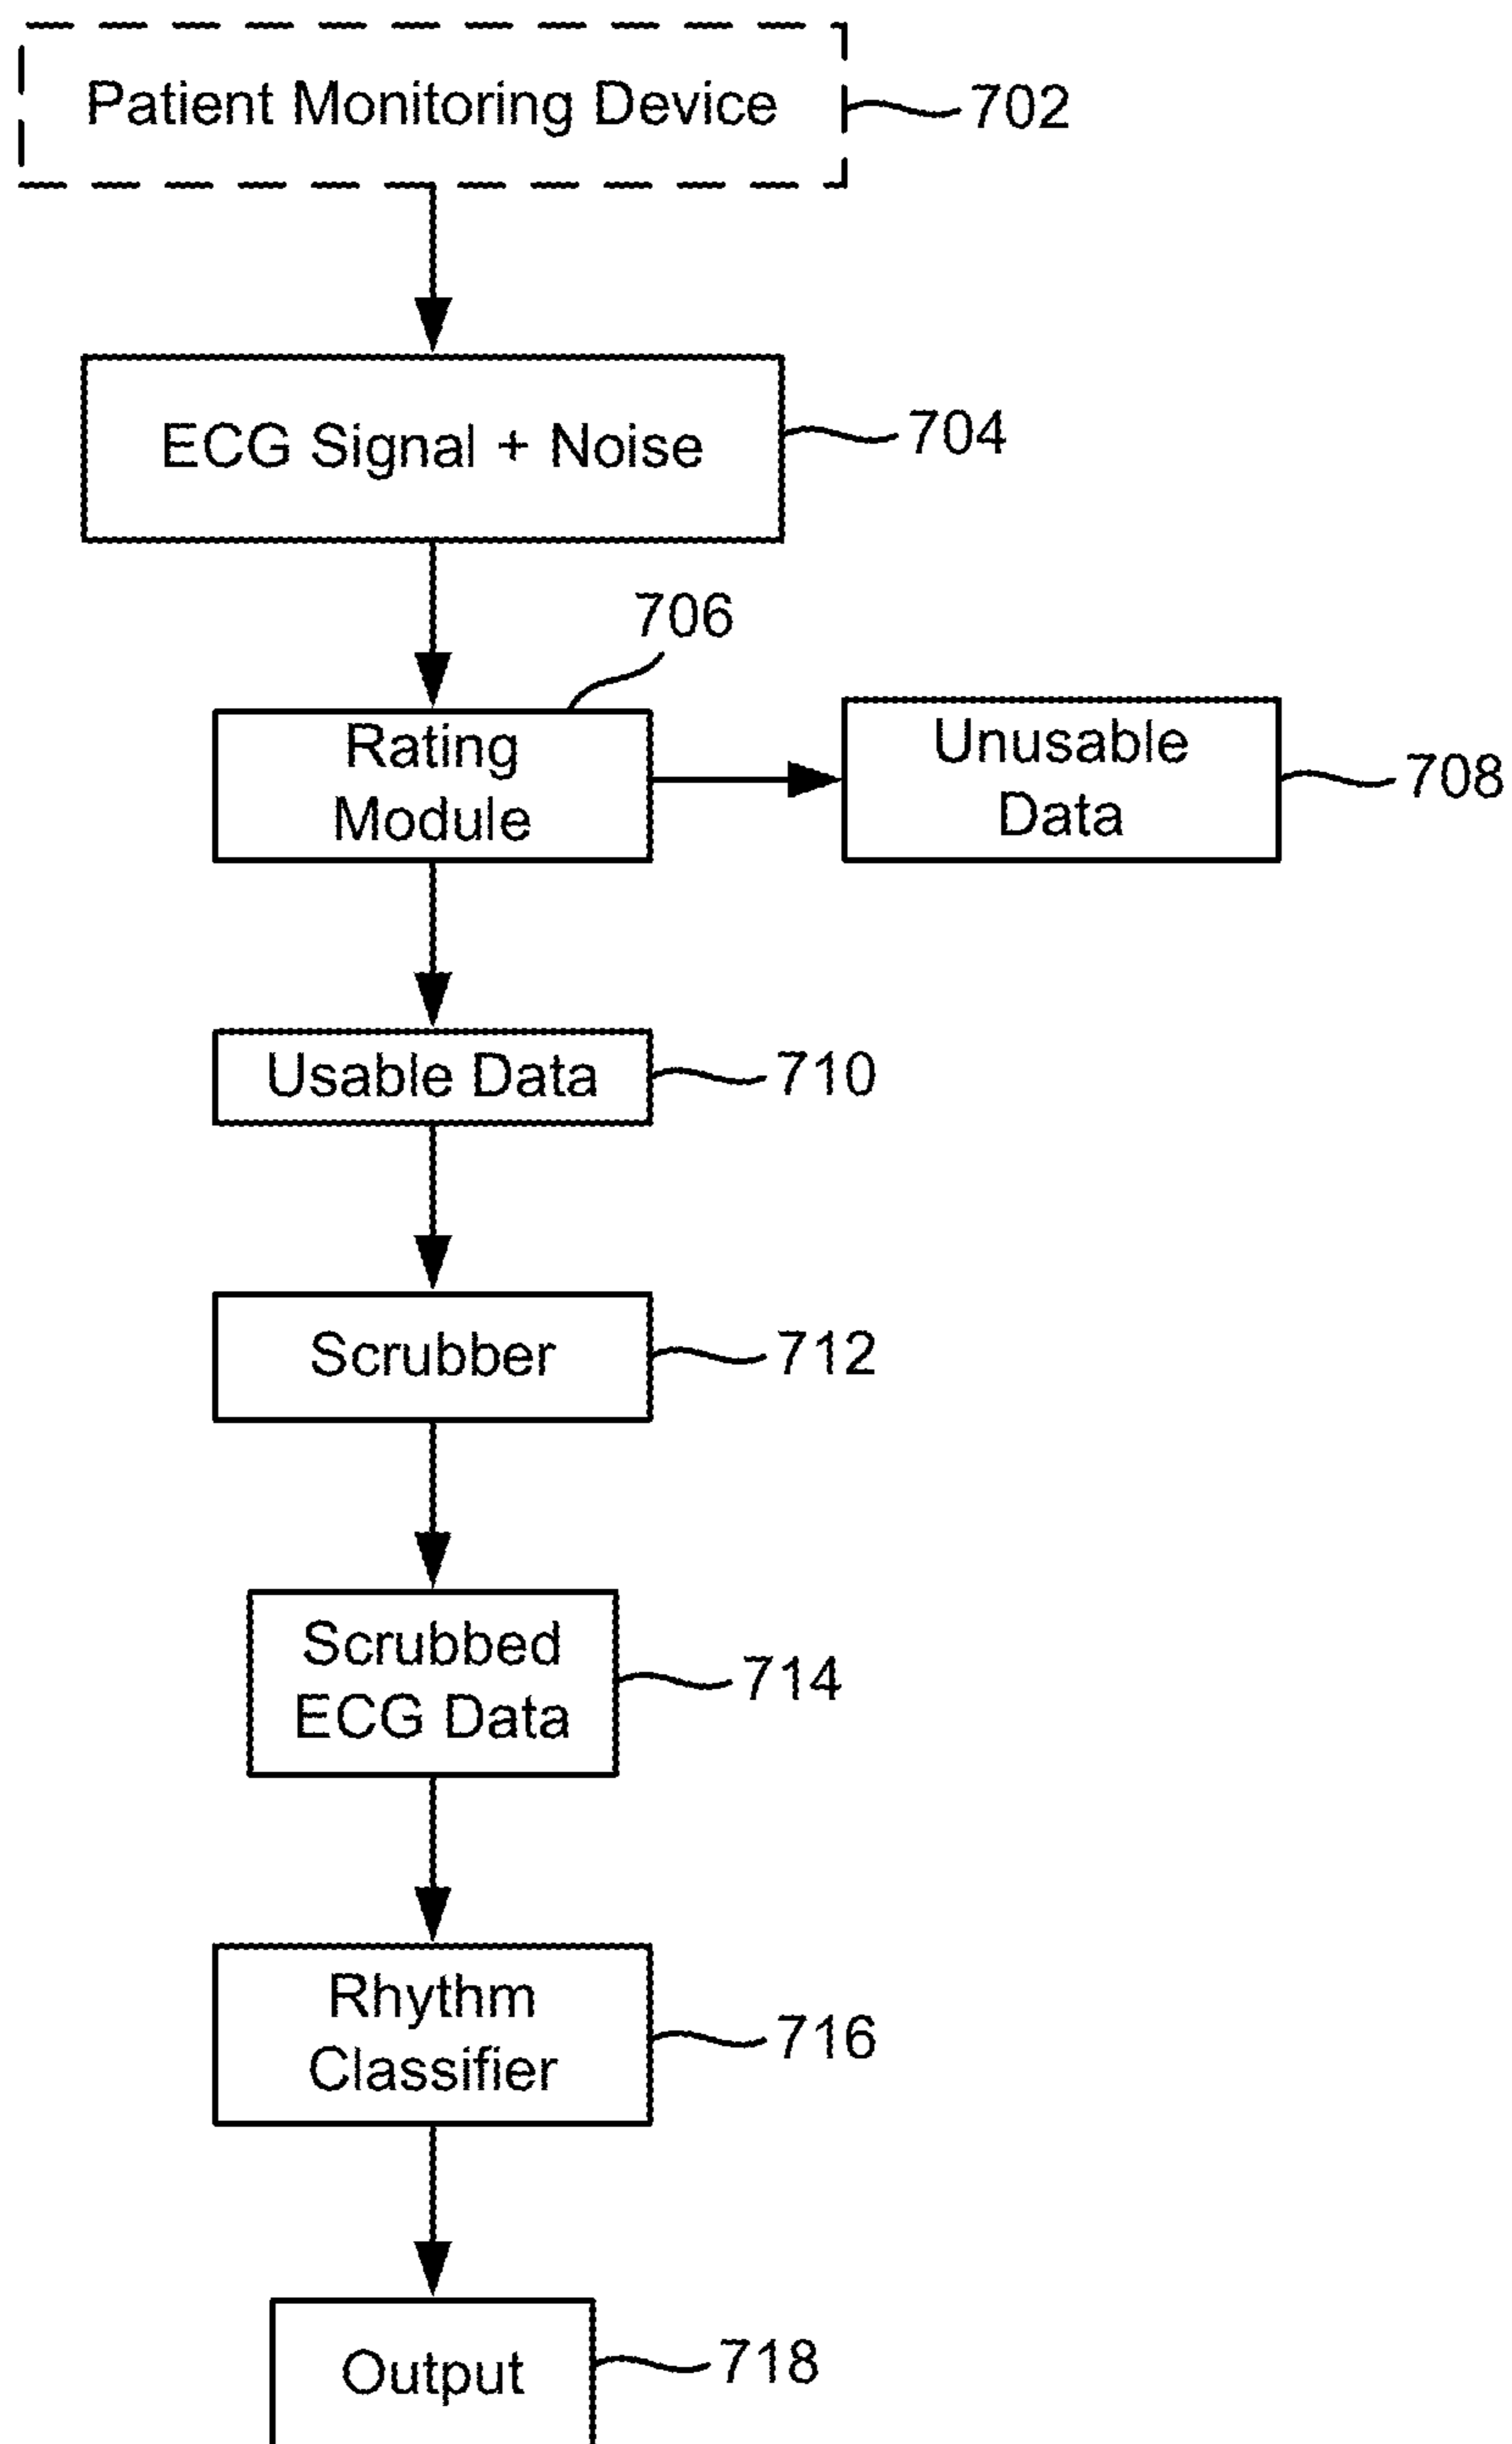 Patient Monitoring Device
702
ECG Signal + Noise
704
706
Rating
Module
Unusable
Data
708
Usable Data
710
Scrubber
712
Scrubbed
ECG Data
714
Rhythm
Classifier
716
Output
718